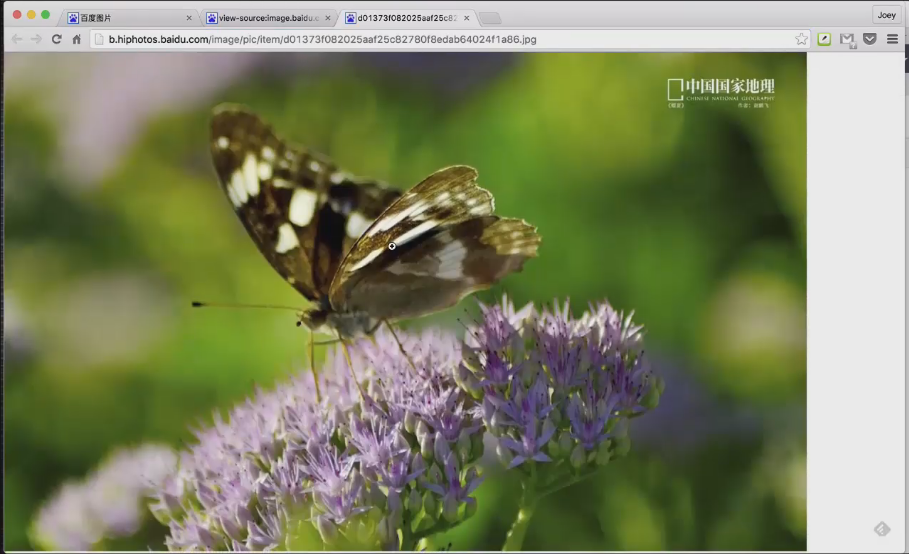 百度图片
view-source:image.baidu.c
d01373f082025aaf25c82
Joey
b.hiphotos.baidu.com/image/pic/item/d01373f082025aaf25c82780f8edab64024f1a86.jpg
中国国家地理
CHINESE NATIONAL GEOGRAPHY